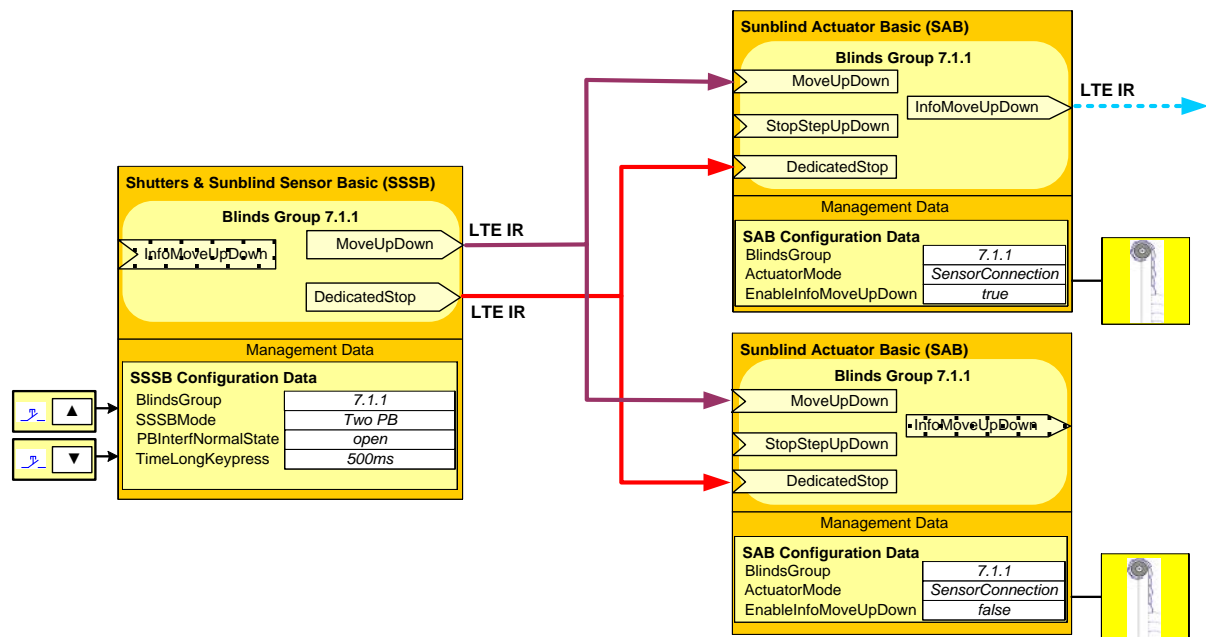 Shutters & Sunblind Sensor Basic (SSSB)
Blinds Group 7.1.1
InfoMoveUpDown
MoveUpDown
DedicatedStop
LTE IR
LTE IR
Management Data
SSSB Configuration Data
BlindsGroup 7.1.1
SSSBMode Two PB
PBInterfNormalState open
TimeLongKeypress 500ms
Sunblind Actuator Basic (SAB)
Blinds Group 7.1.1
MoveUpDown
InfoMoveUpDown
StopStepUpDown
DedicatedStop
LTE IR
Management Data
SAB Configuration Data
BlindsGroup 7.1.1
ActuatorMode SensorConnection
EnableInfoMoveUpDown true
Sunblind Actuator Basic (SAB)
Blinds Group 7.1.1
MoveUpDown
InfoMoveUpDown
StopStepUpDown
DedicatedStop
Management Data
SAB Configuration Data
BlindsGroup 7.1.1
ActuatorMode SensorConnection
EnableInfoMoveUpDown false